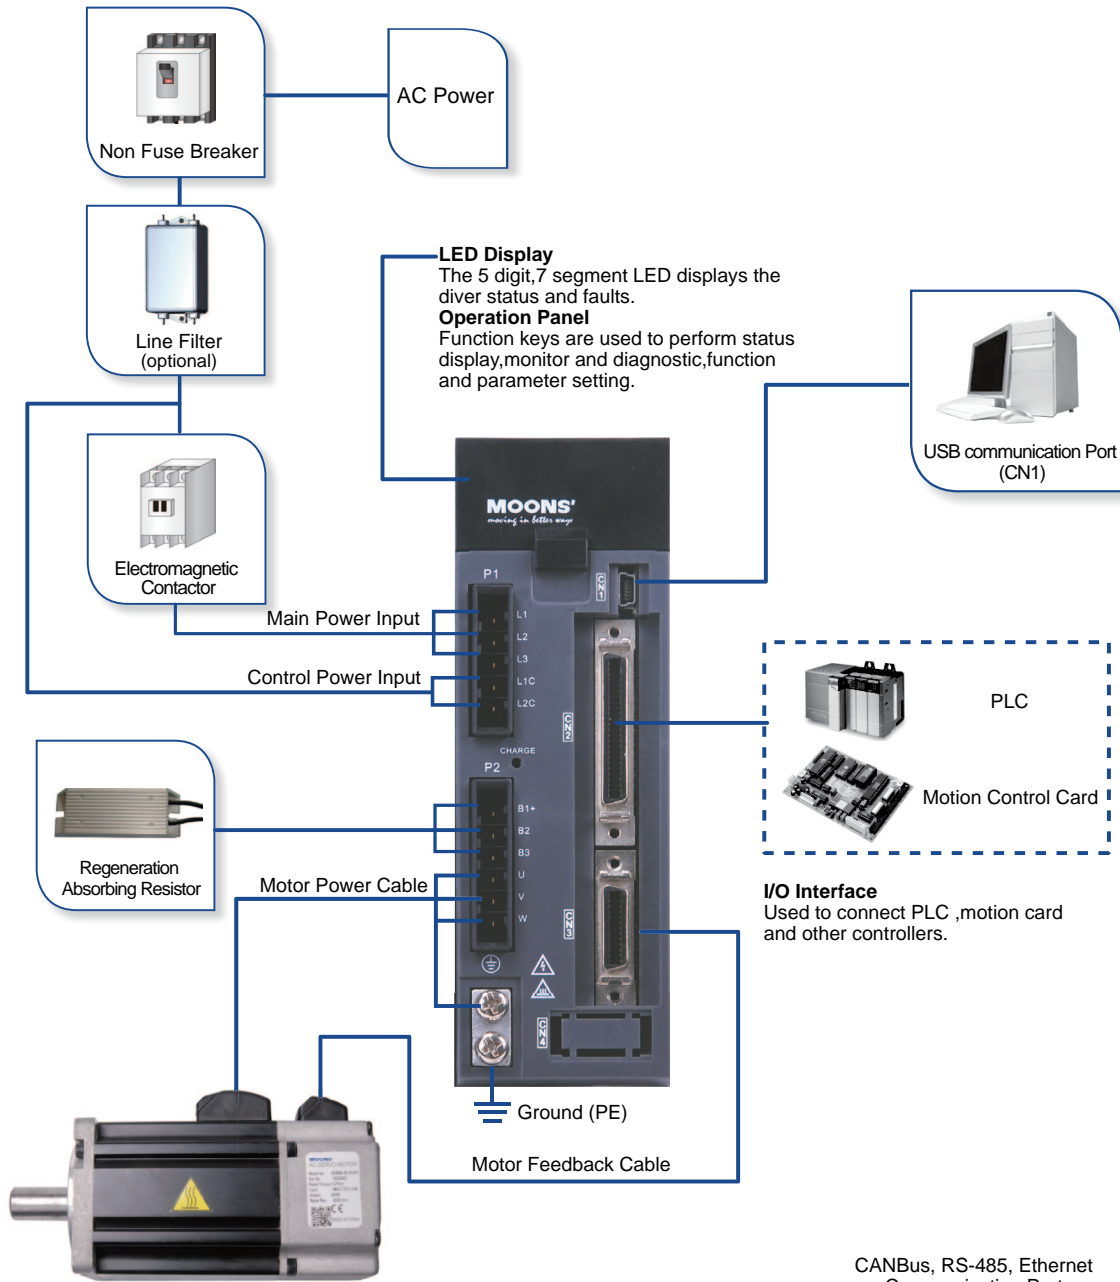 AC Power
Non Fuse Breaker
Line Filter
(optional)
LED Display
The 5 digit,7 segment LED displays the
diver status and faults.
Operation Panel
Function keys are used to perform status
display,monitor and diagnostic,function
and parameter setting.
USB communication Port
(CN1)
Electromagnetic
Contactor
MOONS'
moving in better ways
P1
CN1
Main Power Input
L1
L2
L3
Control Power Input
L1C
L2C
CN2
CHARGE
P2
PLC
Motion Control Card
B1+
B2
B3
U
V
W
Regeneration
Absorbing Resistor
Motor Power Cable
CN3
I/O Interface
Used to connect PLC ,motion card
and other controllers.
CN4
Ground (PE)
Motor Feedback Cable
MOONS'
AC SERVO MOTOR
CANBus, RS-485, Ethernet